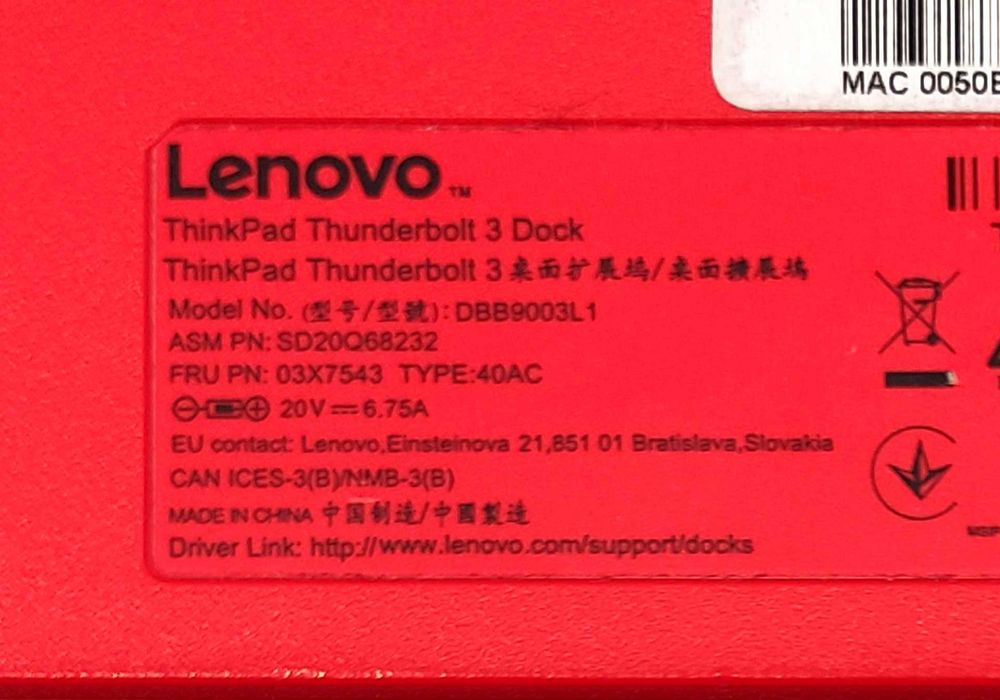 MAC 0050
Lenovo™
ThinkPad Thunderbolt 3 Dock
ThinkPad Thunderbolt 3 桌面扩展坞/桌面擴展塢
Model No. (型号/型號): DBB9003L1
ASM PN: SD20Q68232
FRU PN: 03X7543 TYPE:40AC
20V⎓6.75A
EU contact: Lenovo,Einsteinova 21,851 01 Bratislava,Slovakia
CAN ICES-3(B)/NMB-3(B)
MADE IN CHINA 中国制造/中國製造
Driver Link: http://www.lenovo.com/support/docks